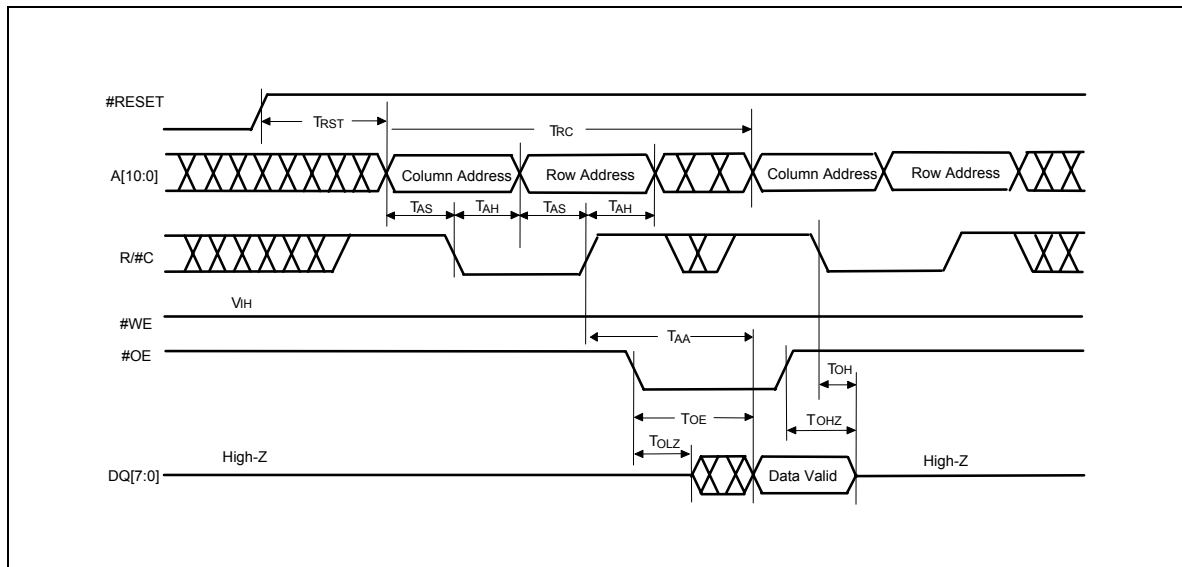 #RESET
TRST
TRC
A[10:0]
Column Address
Row Address
Column Address
Row Address
TAS
TAH
TAS
TAH
R/#C
VIH
#WE
TAA
#OE
TOH
TOE
TOHZ
TOLZ
High-Z
High-Z
DQ[7:0]
Data Valid